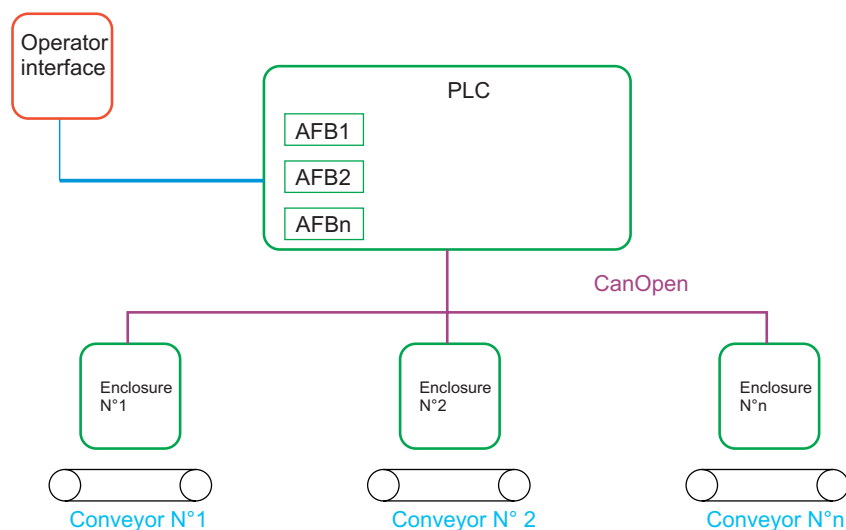 Operator
interface
PLC
AFB1
AFB2
AFBn
CanOpen
Enclosure
N°1
Enclosure
N°2
Enclosure
N°n
Conveyor N°1
Conveyor N° 2
Conveyor N°n